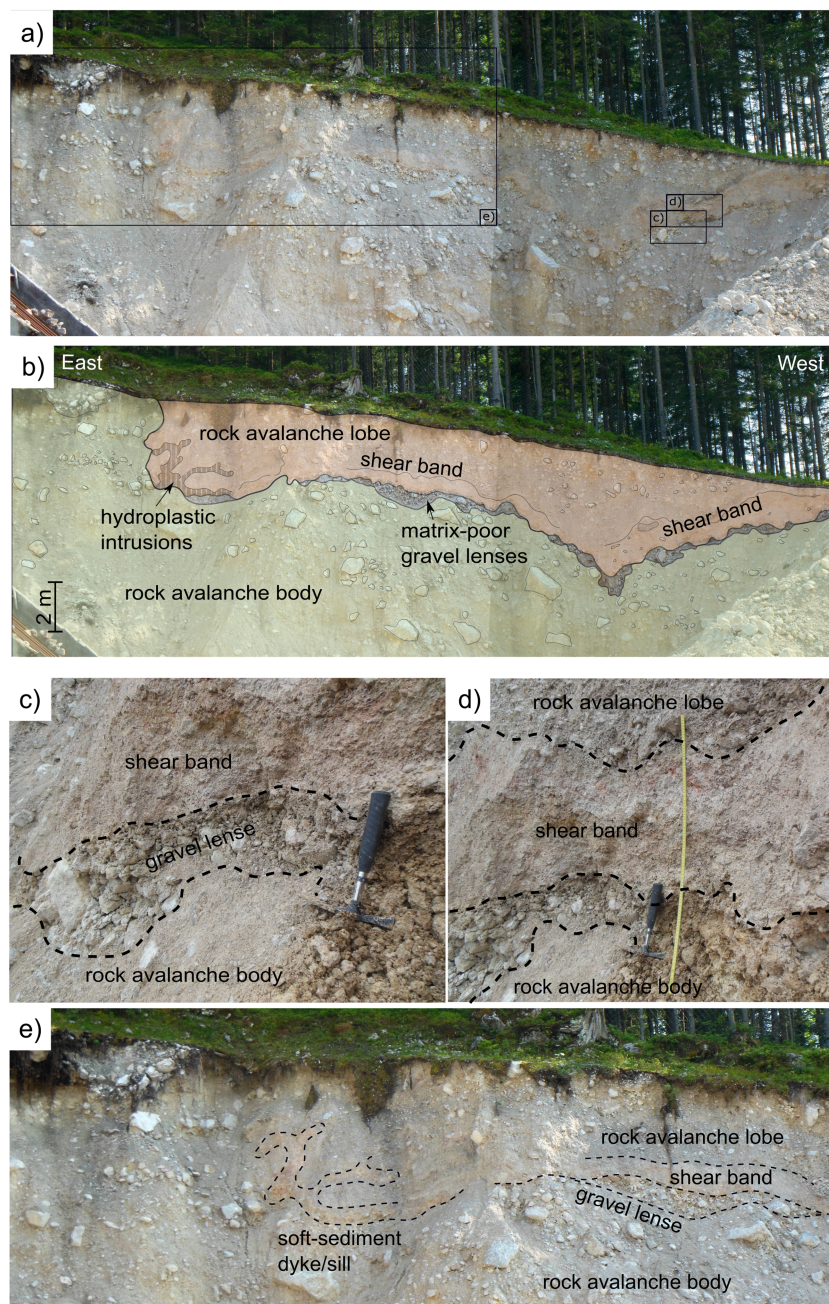 a)
e)
d)
c)
b)
East
West
rock avalanche lobe
shear band
shear band
hydroplastic
intrusions
matrix-poor
gravel lenses
rock avalanche body
2 m
c)
shear band
gravel lense
rock avalanche body
d)
rock avalanche lobe
shear band
rock avalanche body
e)
rock avalanche lobe
shear band
gravel lense
soft-sediment
dyke/sill
rock avalanche body